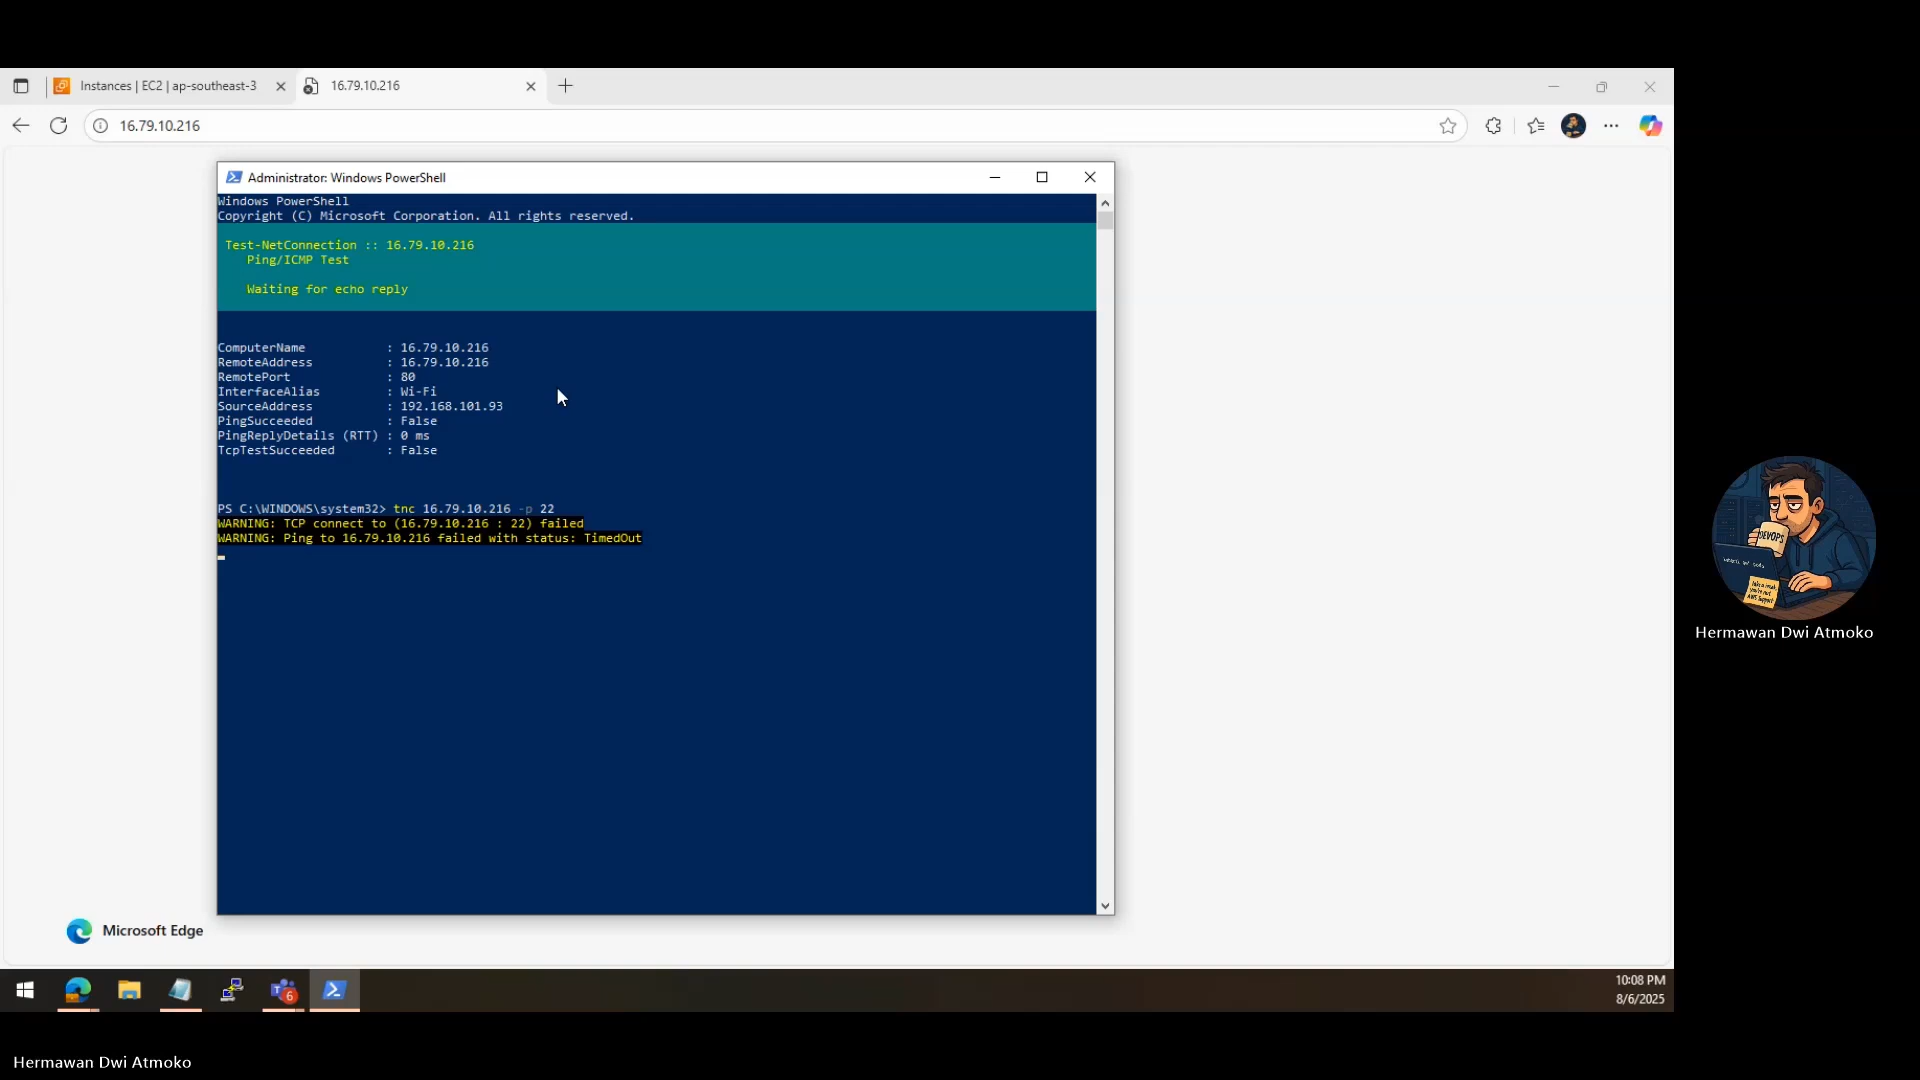 Instances | EC2 | ap-southeast-3
16.79.10.216
16.79.10.216
Administrator: Windows PowerShell
Windows PowerShell
Copyright (C) Microsoft Corporation. All rights reserved.
Test-NetConnection :: 16.79.10.216
Ping/ICMP Test
Waiting for echo reply
ComputerName : 16.79.10.216
RemoteAddress : 16.79.10.216
RemotePort : 80
InterfaceAlias : Wi-Fi
SourceAddress : 192.168.101.93
PingSucceeded : False
PingReplyDetails (RTT) : 0 ms
TcpTestSucceeded : False
PS C:\WINDOWS\system32> tnc 16.79.10.216 -p 22
WARNING: TCP connect to (16.79.10.216 : 22) failed
WARNING: Ping to 16.79.10.216 failed with status: TimedOut
Microsoft Edge
6
10:08 PM
8/6/2025
DEVOPS
Hermawan Dwi Atmoko
Hermawan Dwi Atmoko